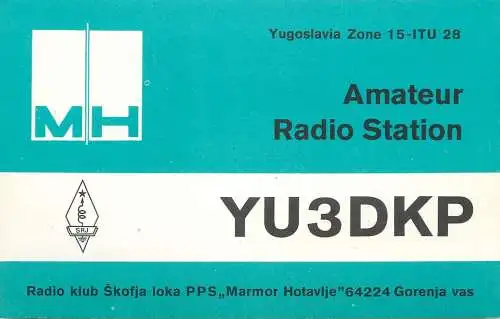 Yugoslavia Zone 15-ITU 28
MH
Amateur
Radio Station
YU3DKP
SRJ
Radio klub Škofja loka PPS „Marmor Hotavlje" 64224 Gorenja vas